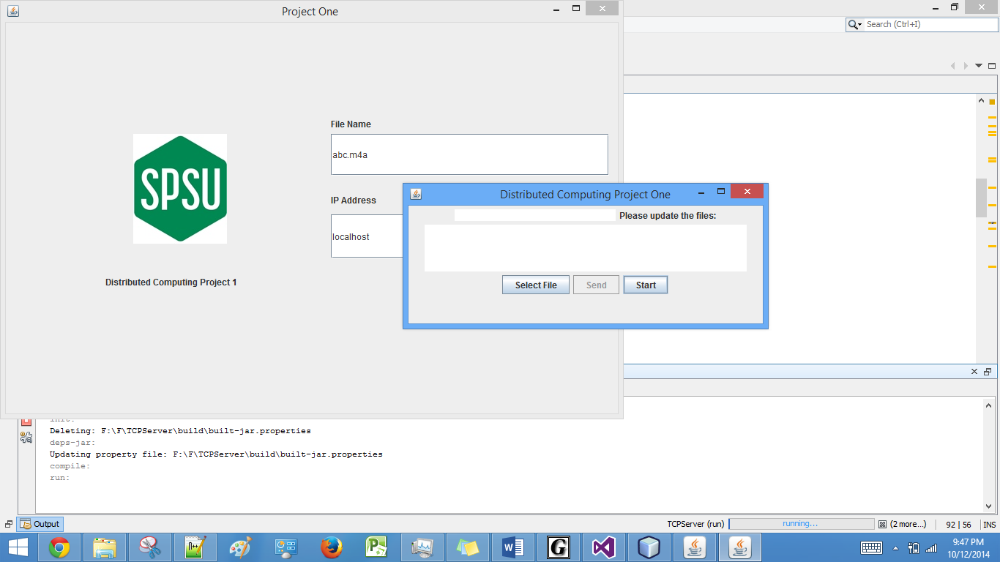 Project One
Search (Ctrl+I)
File Name
abc.m4a
SPSU
IP Address
localhost
Distributed Computing Project 1
Distributed Computing Project One
Please update the files:
Select File
Send
Start
init:
Deleting: F:\F\TCPServer\build\built-jar.properties
deps-jar:
Updating property file: F:\F\TCPServer\build\built-jar.properties
compile:
run:
Output
TCPServer (run)
running...
(2 more...)
92 | 56
INS
9:47 PM
10/12/2014